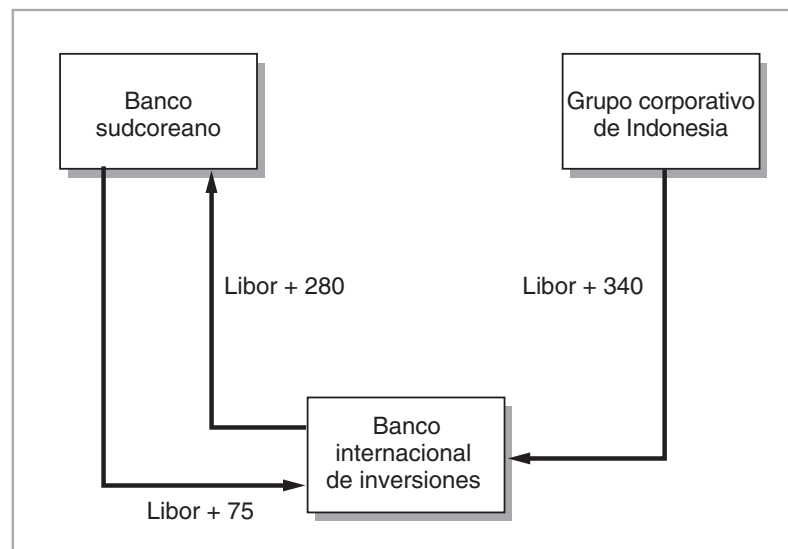 Banco
sudcoreano
Grupo corporativo
de Indonesia
Libor + 280
Libor + 340
Banco
internacional
de inversiones
Libor + 75